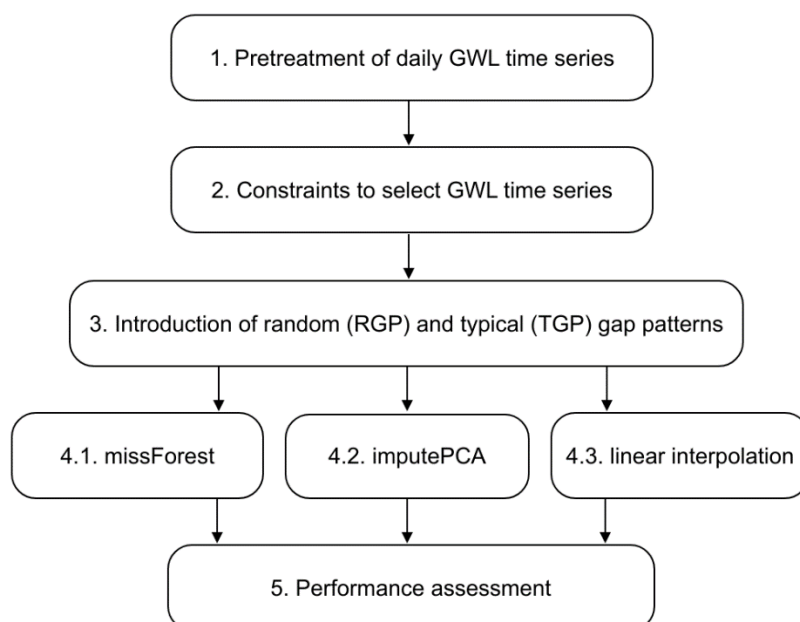 1. Pretreatment of daily GWL time series
2. Constraints to select GWL time series
3. Introduction of random (RGP) and typical (TGP) gap patterns
4.1. missForest
4.2. imputePCA
4.3. linear interpolation
5. Performance assessment